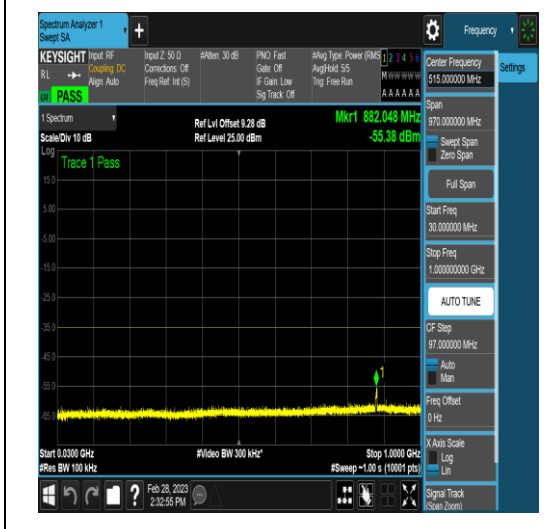 Spectrum Analyzer 1
Swept SA
+
Frequency
KEYSIGHT
RL
PASS
Input: RF
Coupling: DC
Align: Auto
Input Z: 50 Ω
Corrections: Off
Freq Ref: Int (S)
#Atten: 30 dB
PNO: Fast
Gate: Off
IF Gain: Low
Sig Track: Off
#Avg Type: Power (RMS
Avg|Hold: 5/5
Trig: Free Run
1 2 3 4 5 6
M W W W W W
A A A A A A
Center Frequency
515.000000 MHz
Settings
Span
970.000000 MHz
Swept Span
Zero Span
Full Span
Start Freq
30.000000 MHz
Stop Freq
1.000000000 GHz
AUTO TUNE
CF Step
97.000000 MHz
Auto
Man
Freq Offset
0 Hz
X Axis Scale
Log
Lin
Signal Track
(Span Zoom)
1 Spectrum
Scale/Div 10 dB
Ref Lvl Offset 9.28 dB
Ref Level 25.00 dBm
Mkr1 882.048 MHz
-55.38 dBm
Log
Trace 1 Pass
15.0
5.00
-5.00
-15.0
-25.0
-35.0
-45.0
-55.0
-65.0
1
Start 0.0300 GHz
#Res BW 100 kHz
#Video BW 300 kHz*
Stop 1.0000 GHz
#Sweep ~1.00 s (10001 pts)
?
Feb 28, 2023
2:32:55 PM